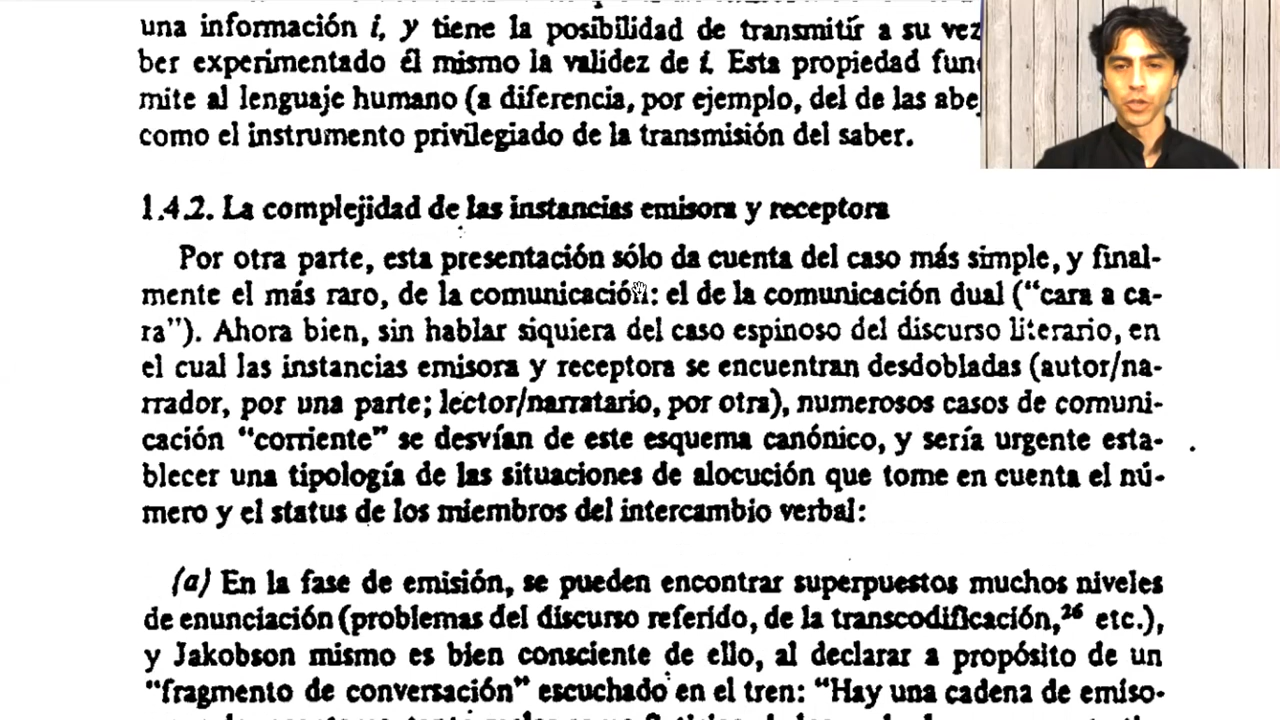 una información i, y tiene la posibilidad de transmitir a su vez
ber experimentado él mismo la validez de i. Esta propiedad
mite al lenguaje humano (a diferencia, por ejemplo, del de las
como el instrumento privilegiado de la transmisión del saber.
1.4.2. La complejidad de las instancias emisora y receptora
Por otra parte, esta presentación sólo da cuenta del caso más simple, y final-
mente el más raro, de la comunicación: el de la comunicación dual ("cara a ca-
ra"). Ahora bien, sin hablar siquiera del caso espinoso del discurso literario, en
el cual las instancias emisora y receptora se encuentran desdobladas (autor/na-
rrador, por una parte; lector/narratario, por otra), numerosos casos de comuni-
cación "corriente" se desvían de este esquema canónico, y sería urgente esta-
blecer una tipología de las situaciones de alocución que tome en cuenta el nú-
mero y el status de los miembros del intercambio verbal:
(a) En la fase de emisión, se pueden encontrar superpuestos muchos niveles
de enunciación (problemas del discurso referido, de la transcodificación,26 etc.),
y Jakobson mismo es bien consciente de ello, al declarar a propósito de un
"fragmento de conversación" escuchado en el tren: "Hay una cadena de emiso-